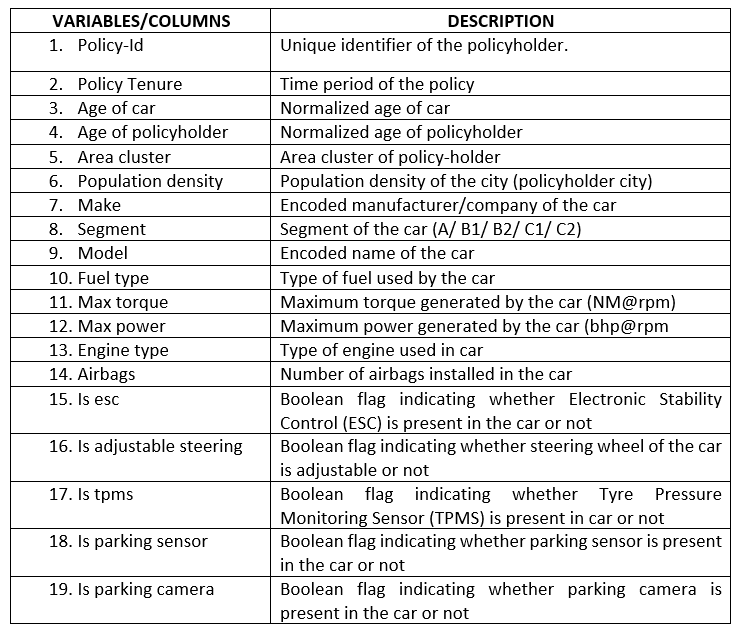 VARIABLES/COLUMNS DESCRIPTION
1. Policy-Id Unique identifier of the policyholder.
2. Policy Tenure Time period of the policy
3. Age of car Normalized age of car
4. Age of policyholder Normalized age of policyholder
5. Area cluster Area cluster of policy-holder
6. Population density Population density of the city (policyholder city)
7. Make Encoded manufacturer/company of the car
8. Segment Segment of the car (A/ B1/ B2/ C1/ C2)
9. Model Encoded name of the car
10. Fuel type Type of fuel used by the car
11. Max torque Maximum torque generated by the car (NM@rpm)
12. Max power Maximum power generated by the car (bhp@rpm
13. Engine type Type of engine used in car
14. Airbags Number of airbags installed in the car
15. Is esc Boolean flag indicating whether Electronic Stability
Control (ESC) is present in the car or not
16. Is adjustable steering Boolean flag indicating whether steering wheel of the car
is adjustable or not
17. Is tpms Boolean flag indicating whether Tyre Pressure
Monitoring Sensor (TPMS) is present in car or not
18. Is parking sensor Boolean flag indicating whether parking sensor is present
in the car or not
19. Is parking camera Boolean flag indicating whether parking camera is
present in the car or not